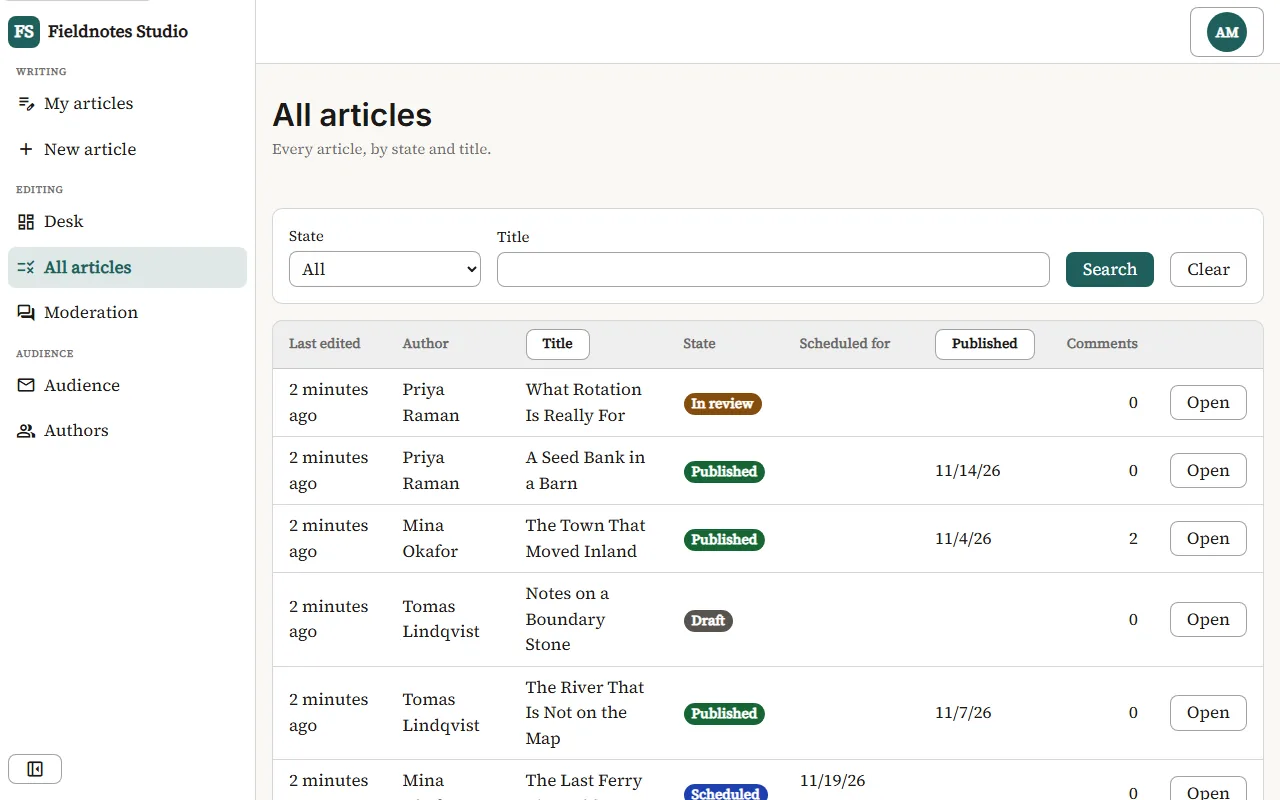 FS Fieldnotes Studio
AM
WRITING
My articles
New article
EDITING
Desk
All articles
Moderation
AUDIENCE
Audience
Authors
All articles
Every article, by state and title.
State
Title
All
Search
Clear
Last edited Author Title State Scheduled for Published Comments
2 minutes ago
Priya Raman
What Rotation Is Really For
In review
0
Open
2 minutes ago
Priya Raman
A Seed Bank in a Barn
Published
11/14/26
0
Open
2 minutes ago
Mina Okafor
The Town That Moved Inland
Published
11/4/26
2
Open
2 minutes ago
Tomas Lindqvist
Notes on a Boundary Stone
Draft
0
Open
2 minutes ago
Tomas Lindqvist
The River That Is Not on the Map
Published
11/7/26
0
Open
2 minutes
Mina
The Last Ferry
Scheduled
11/19/26
0
Open